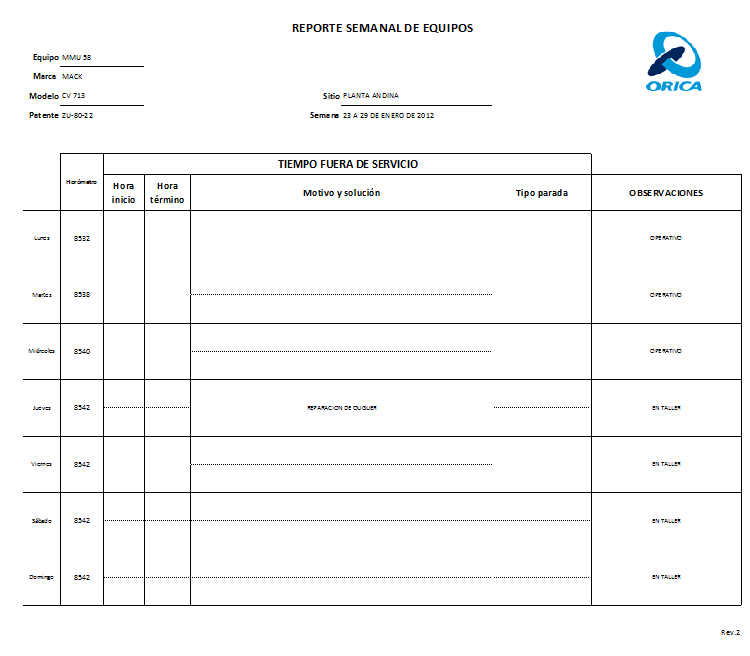 REPORTE SEMANAL DE EQUIPOS
ORICA
Equipo MMU 58
Marca MACK
Modelo CV 713 Sitio PLANTA ANDINA
Patente ZU-80-22 Semana 23 A 29 DE ENERO DE 2012
TIEMPO FUERA DE SERVICIO
Horómetro Hora inicio Hora término Motivo y solución Tipo parada OBSERVACIONES
Lunes 8532 OPERATIVO
Martes 8538 OPERATIVO
Miércoles 8540 OPERATIVO
Jueves 8542 REPARACION DE OUGUER EN TALLER
Viernes 8542 EN TALLER
Sábado 8542 EN TALLER
Domingo 8542 EN TALLER
Rev.2